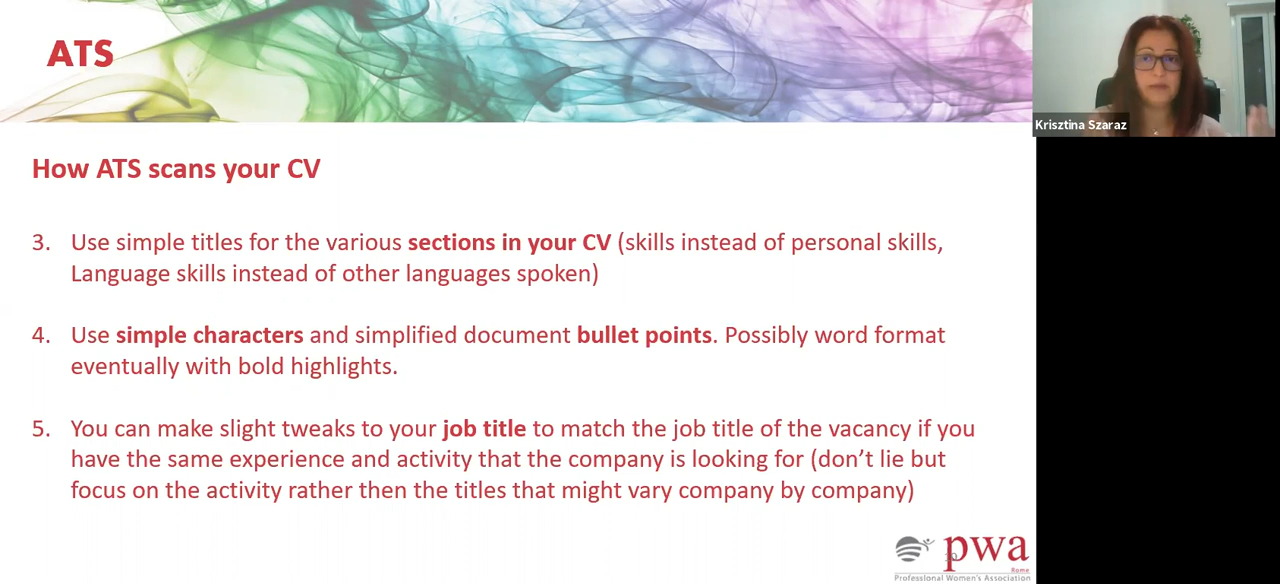 ATS
Krisztina Szaraz
How ATS scans your CV
3. Use simple titles for the various sections in your CV (skills instead of personal skills,
Language skills instead of other languages spoken)
4. Use simple characters and simplified document bullet points. Possibly word format
eventually with bold highlights.
5. You can make slight tweaks to your job title to match the job title of the vacancy if you
have the same experience and activity that the company is looking for (don’t lie but
focus on the activity rather then the titles that might vary company by company)
pwa
Rome
Professional Women's Association